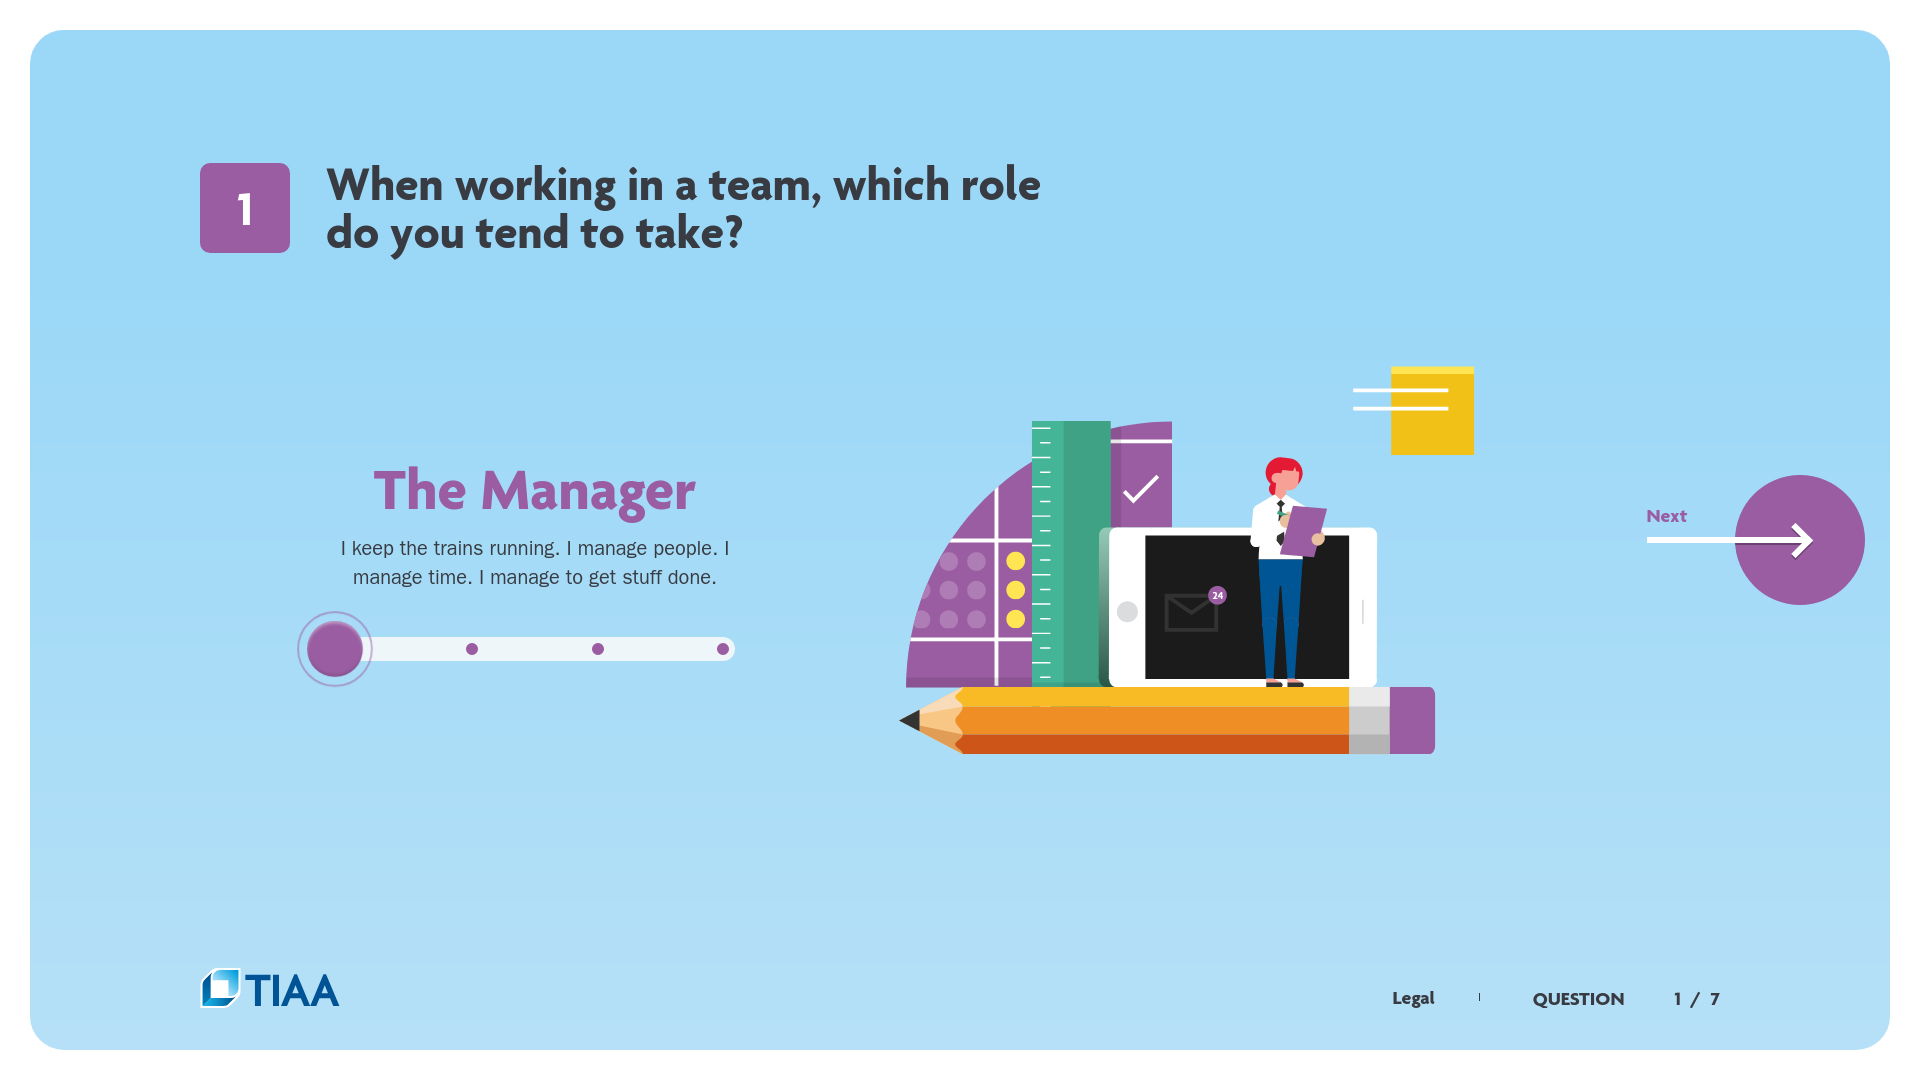 1
When working in a team, which role
do you tend to take?
The Manager
I keep the trains running. I manage people. I
manage time. I manage to get stuff done.
24
Next
TIAA
Legal
QUESTION 1 / 7